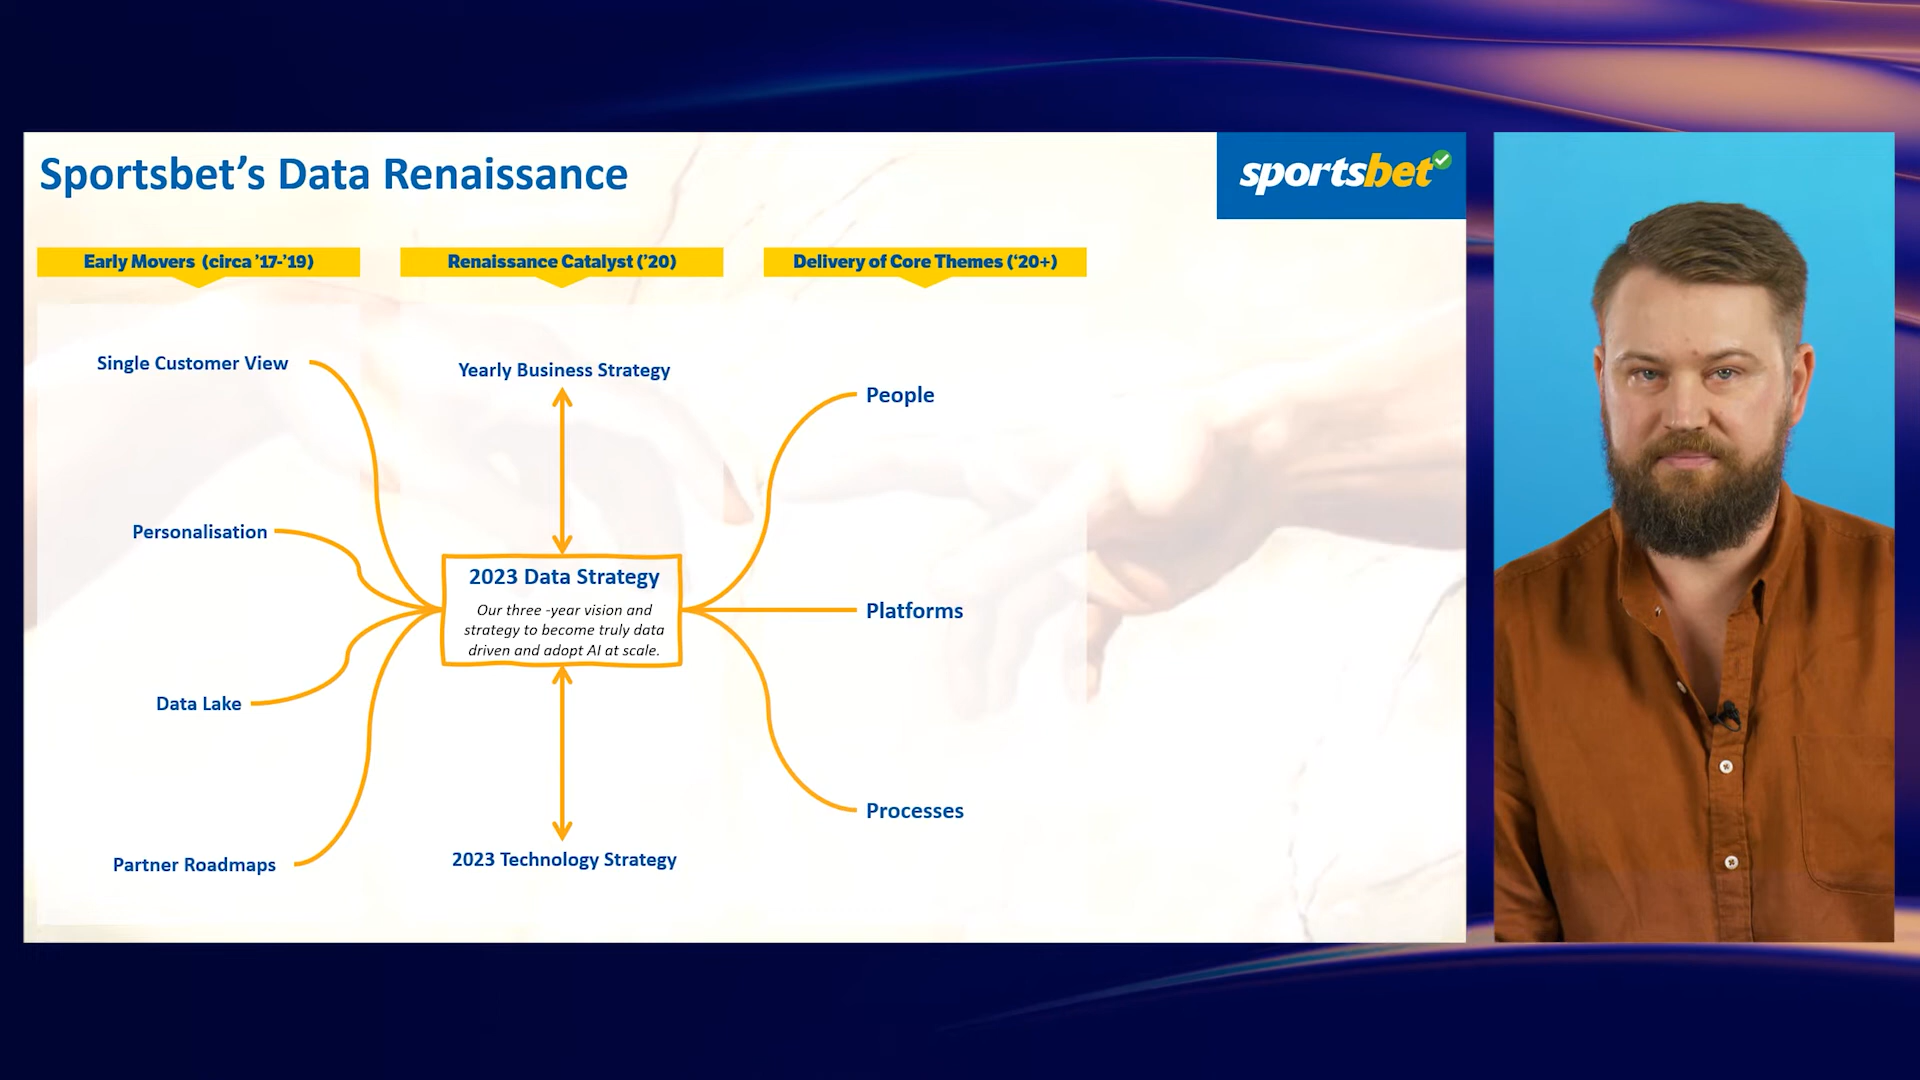 Sportsbet’s Data Renaissance
sportsbet
Early Movers (circa ’17-’19)
Renaissance Catalyst (’20)
Delivery of Core Themes (‘20+)
Single Customer View
Personalisation
Data Lake
Partner Roadmaps
Yearly Business Strategy
2023 Data Strategy
Our three -year vision and
strategy to become truly data
driven and adopt AI at scale.
2023 Technology Strategy
People
Platforms
Processes